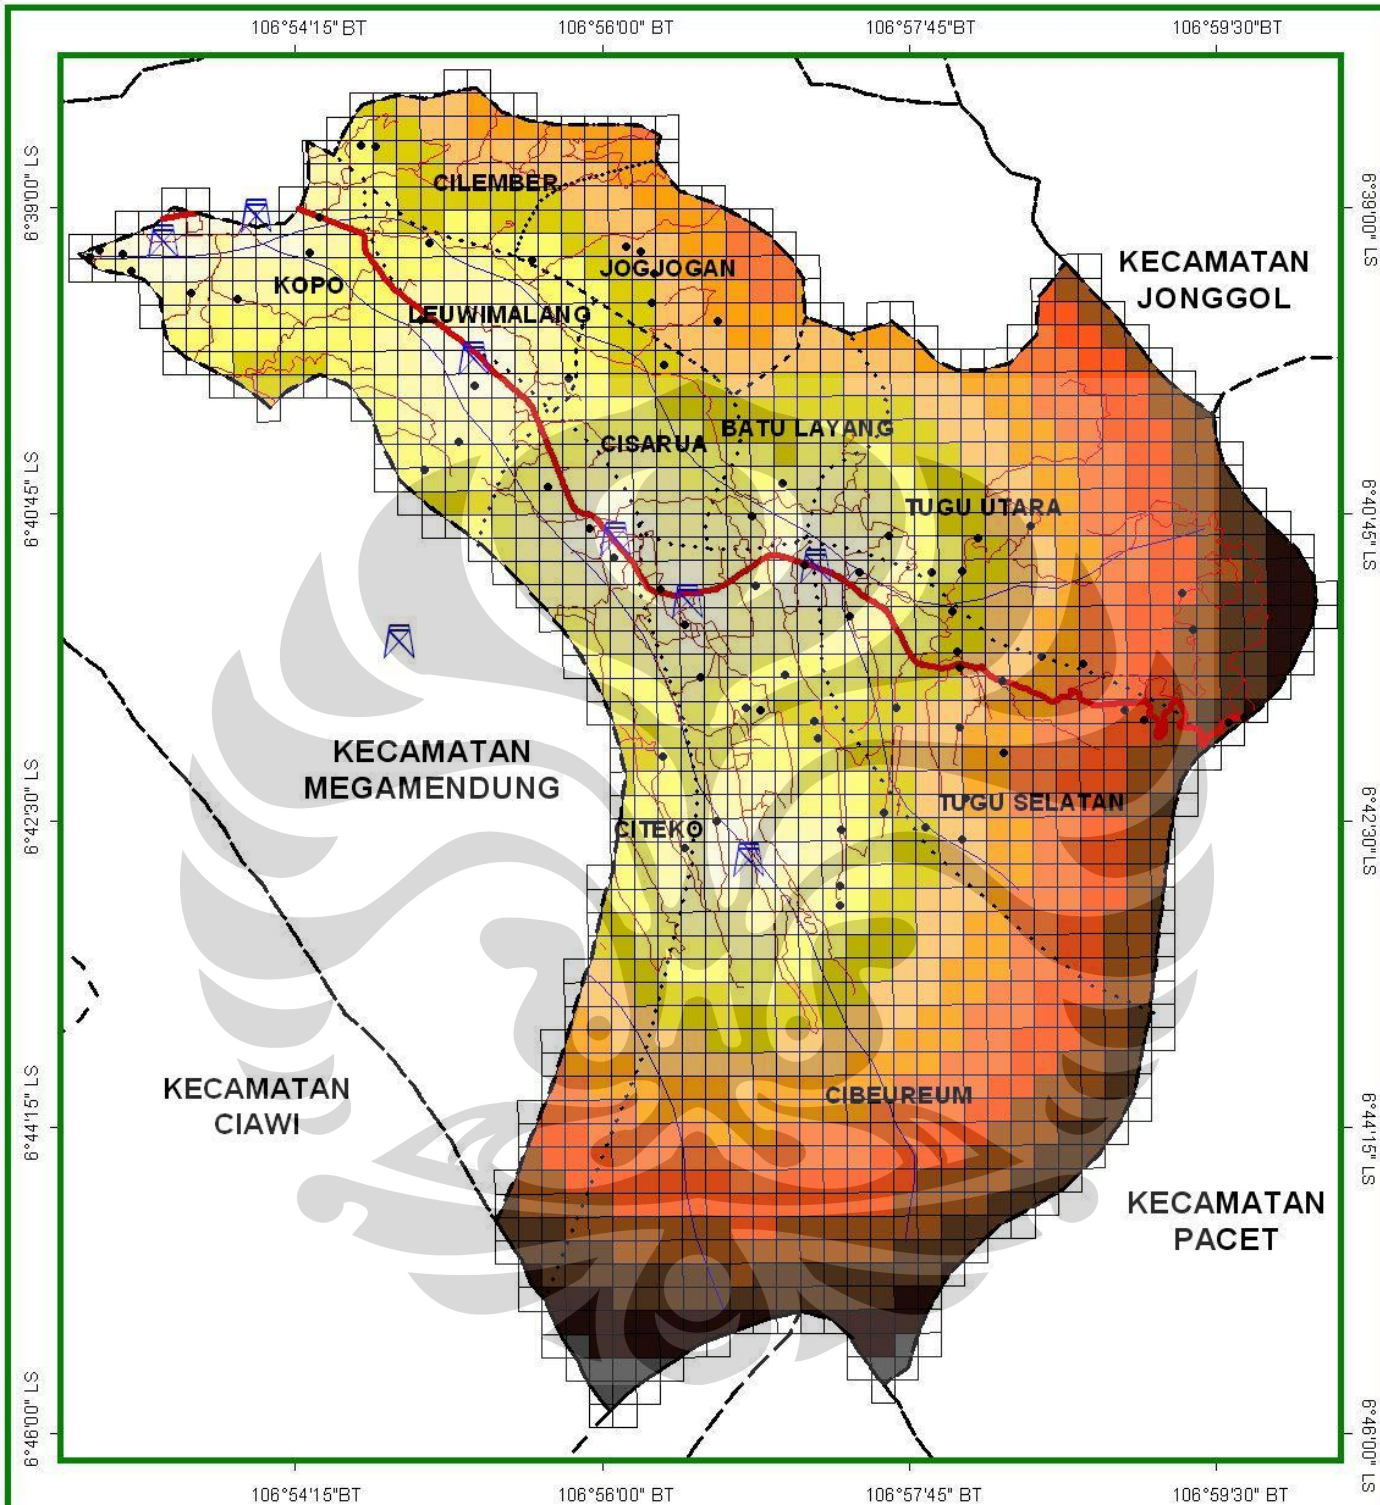 106°54'15"BT 106°56'00"BT 106°57'45"BT 106°59'30"BT
6°39'00" LS
6°39'00" LS
CILEMBER
KOPO
JOGJOGAN
KECAMATAN
JONGGOL
LEUWIMALANG
BATU LAYANG
CISARUA
6°40'45" LS
TUGU UTARA
6°40'45" LS
KECAMATAN
MEGAMENDUNG
6°42'30" LS
CITEKO
TUGU SELATAN
6°42'30" LS
KECAMATAN
CIAWI
6°44'15" LS
CIBEUREUM
6°44'15" LS
KECAMATAN
PACET
6°46'00" LS
6°46'00" LS
106°54'15"BT 106°56'00"BT 106°57'45"BT 106°59'30"BT